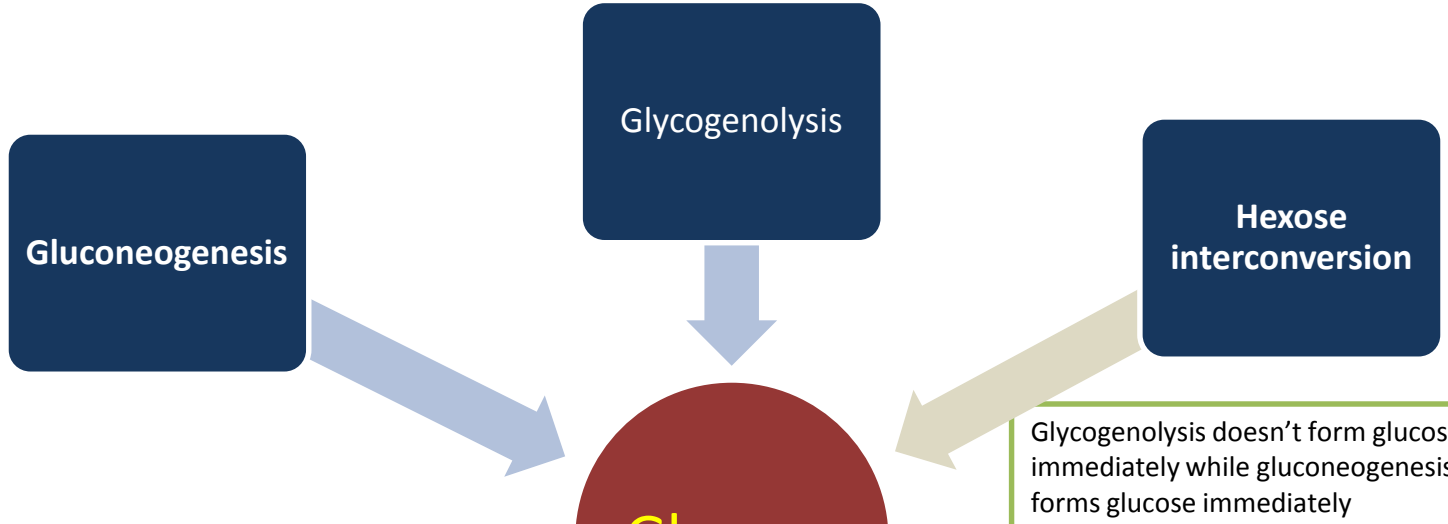 Glycogenolysis
Gluconeogenesis
Hexose
interconversion
Glycogenolysis doesn’t form glucos
immediately while gluconeogenesis
forms glucose immediately